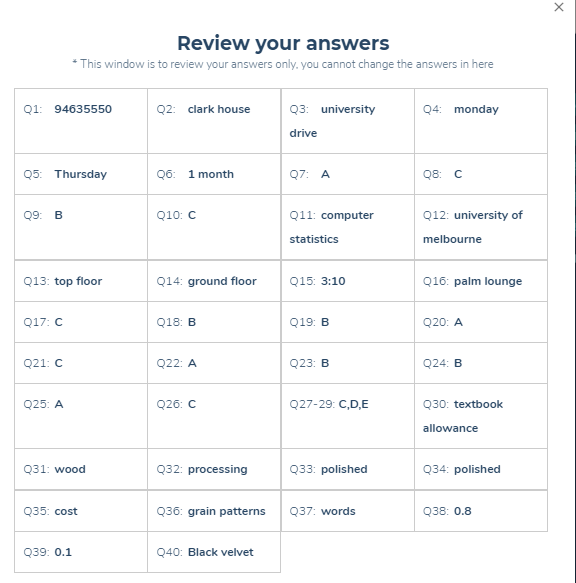 ×
Review your answers
* This window is to review your answers only, you cannot change the answers in here
Q1: 94635550
Q2: clark house
Q3: university
drive
Q4: monday
Q5: Thursday
Q6: 1 month
Q7: A
Q8: C
Q9: B
Q10: C
Q11: computer
statistics
Q12: university of
melbourne
Q13: top floor
Q14: ground floor
Q15: 3:10
Q16: palm lounge
Q17: C
Q18: B
Q19: B
Q20: A
Q21: C
Q22: A
Q23: B
Q24: B
Q25: A
Q26: C
Q27-29: C,D,E
Q30: textbook
allowance
Q31: wood
Q32: processing
Q33: polished
Q34: polished
Q35: cost
Q36: grain patterns
Q37: words
Q38: 0.8
Q39: 0.1
Q40: Black velvet